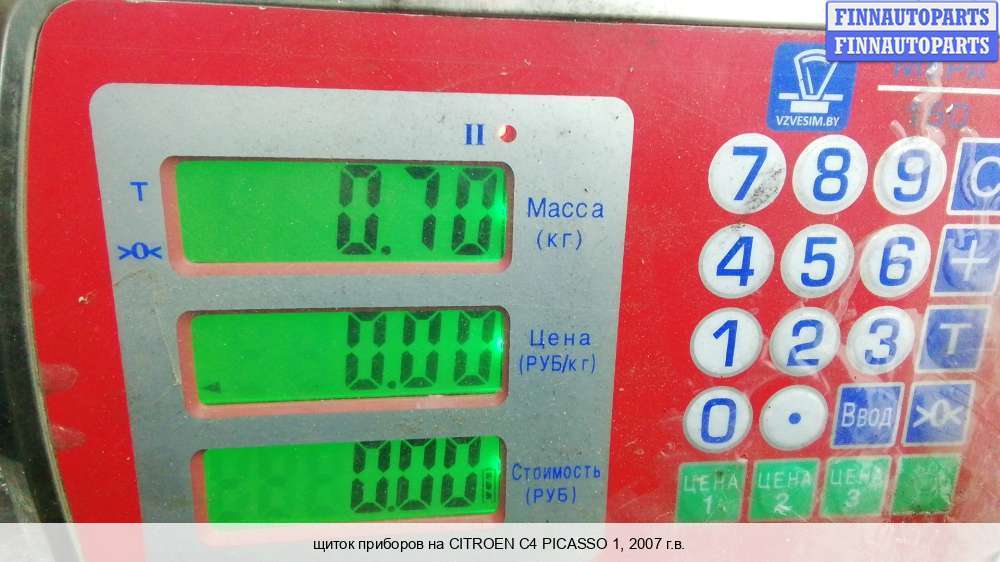 FINNAUTOPARTS
FINNAUTOPARTS
VZVESIM.BY
150
II
T
>0<
0.70
Масса
(кг)
0.00
Цена
(РУБ/кг)
0.00
Стоимость
(РУБ)
7 8 9 C
4 5 6 +
1 2 3 T
0 . Ввод >0<
ЦЕНА 1 ЦЕНА 2 ЦЕНА 3
щиток приборов на CITROEN C4 PICASSO 1, 2007 г.в.